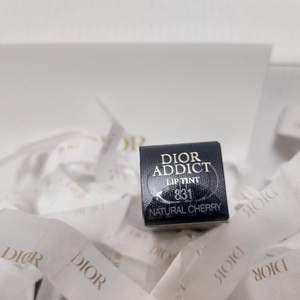 DIOR
DIOR
ADDICT
LIP TINT
831
NATURAL CHERRY
DIOR
DIOR
DIOR